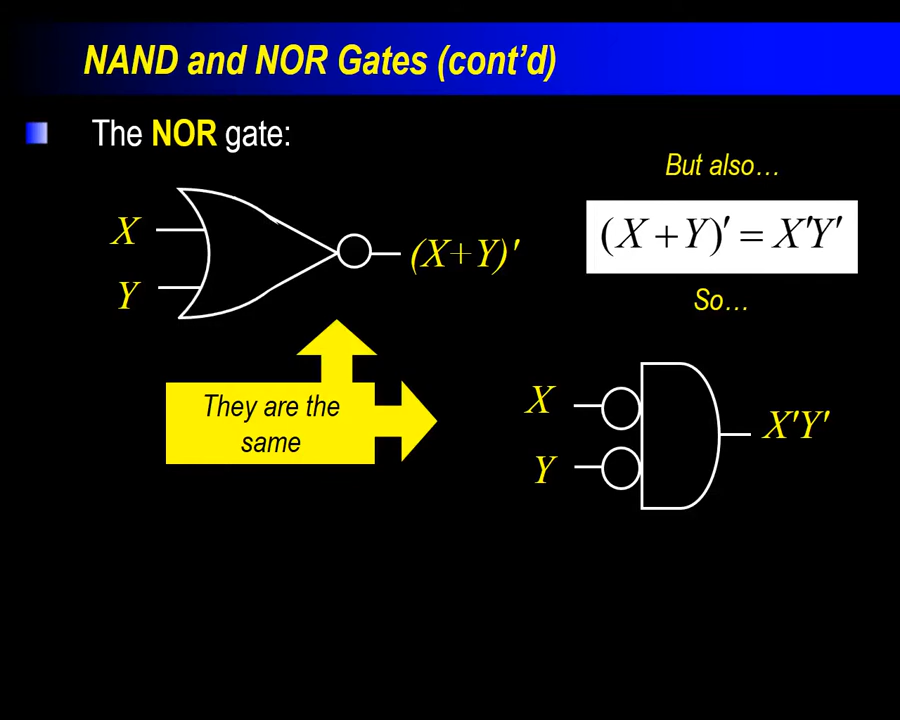 NAND and NOR Gates (cont’d)
The NOR gate:
X
Y
(X+Y)'
But also…
(X + Y)' = X'Y'
So…
They are the
same
X
Y
X'Y'